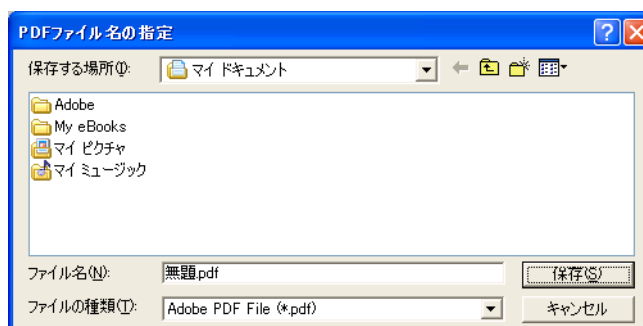 PDFファイル名の指定
保存する場所(I):
マイ ドキュメント
Adobe
My eBooks
マイ ピクチャ
マイ ミュージック
ファイル名(N): 無題.pdf 保存(S)
ファイルの種類(T): Adobe PDF File (*.pdf) キャンセル